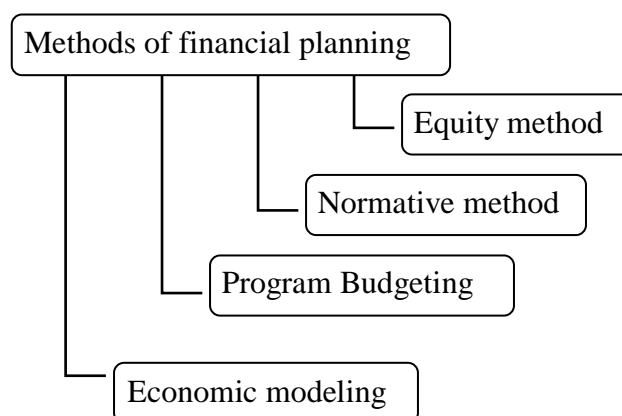 Methods of financial planning
Equity method
Normative method
Program Budgeting
Economic modeling